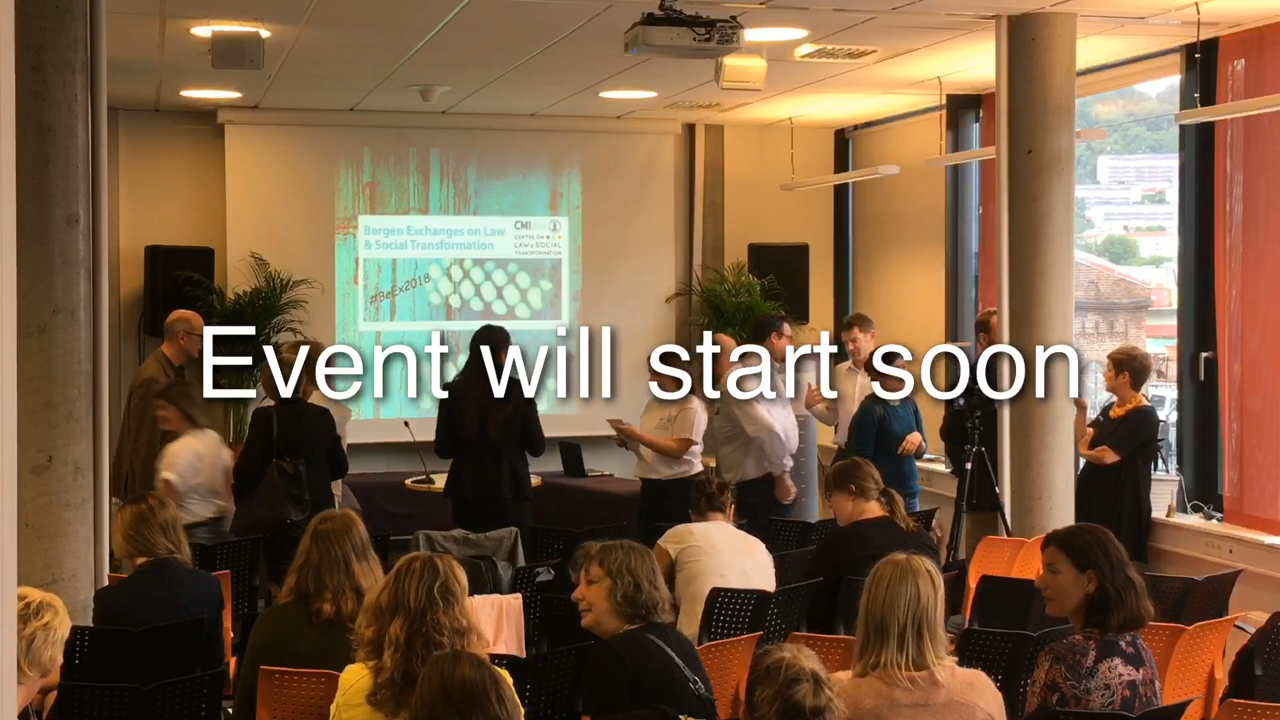 Bergen Exchanges on Law
& Social Transformation
CMI
CENTRE ON
LAW & SOCIAL
TRANSFORMATION
#BeEx2018
Event will start soon